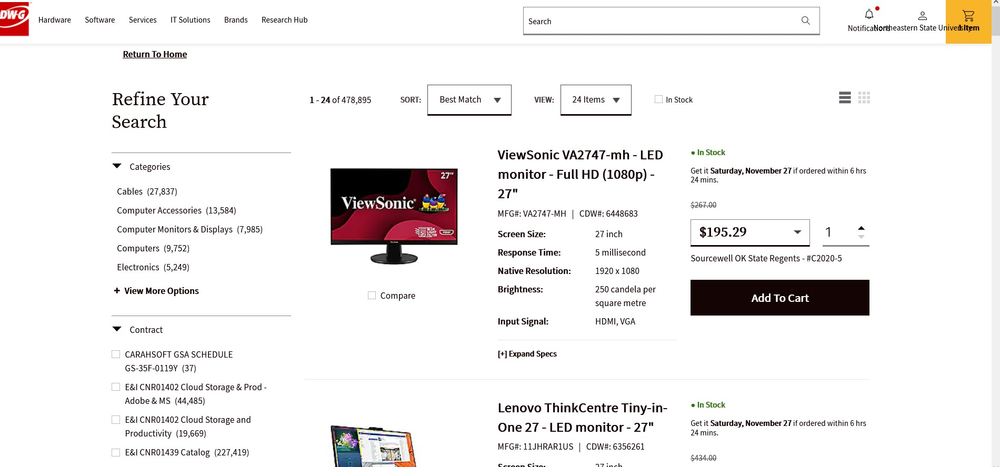 DW-G
Hardware
Software
Services
IT Solutions
Brands
Research Hub
Search
Notifications
Northeastern State University
1 Item
Return To Home
Refine Your
Search
1 - 24 of 478,895
SORT:
Best Match
VIEW:
24 Items
In Stock
Categories
Cables (27,837)
Computer Accessories (13,584)
Computer Monitors & Displays (7,985)
Computers (9,752)
Electronics (5,249)
+ View More Options
Contract
CARAHSOFT GSA SCHEDULE
GS-35F-0119Y (37)
E&I CNR01402 Cloud Storage & Prod -
Adobe & MS (44,485)
E&I CNR01402 Cloud Storage and
Productivity (19,669)
E&I CNR01439 Catalog (227,419)
27"
ViewSonic
Compare
ViewSonic VA2747-mh - LED
monitor - Full HD (1080p) -
27"
MFG#: VA2747-MH | CDW#: 6448683
Screen Size: 27 inch
Response Time: 5 millisecond
Native Resolution: 1920 x 1080
Brightness: 250 candela per
square metre
Input Signal: HDMI, VGA
[+] Expand Specs
• In Stock
Get it Saturday, November 27 if ordered within 6 hrs
24 mins.
$267.00
$195.29
1
Sourcewell OK State Regents - #C2020-5
Add To Cart
Lenovo ThinkCentre Tiny-in-
One 27 - LED monitor - 27"
MFG#: 11JHRAR1US | CDW#: 6356261
Screen Size: 27 inch
• In Stock
Get it Saturday, November 27 if ordered within 6 hrs
24 mins.
$434.00